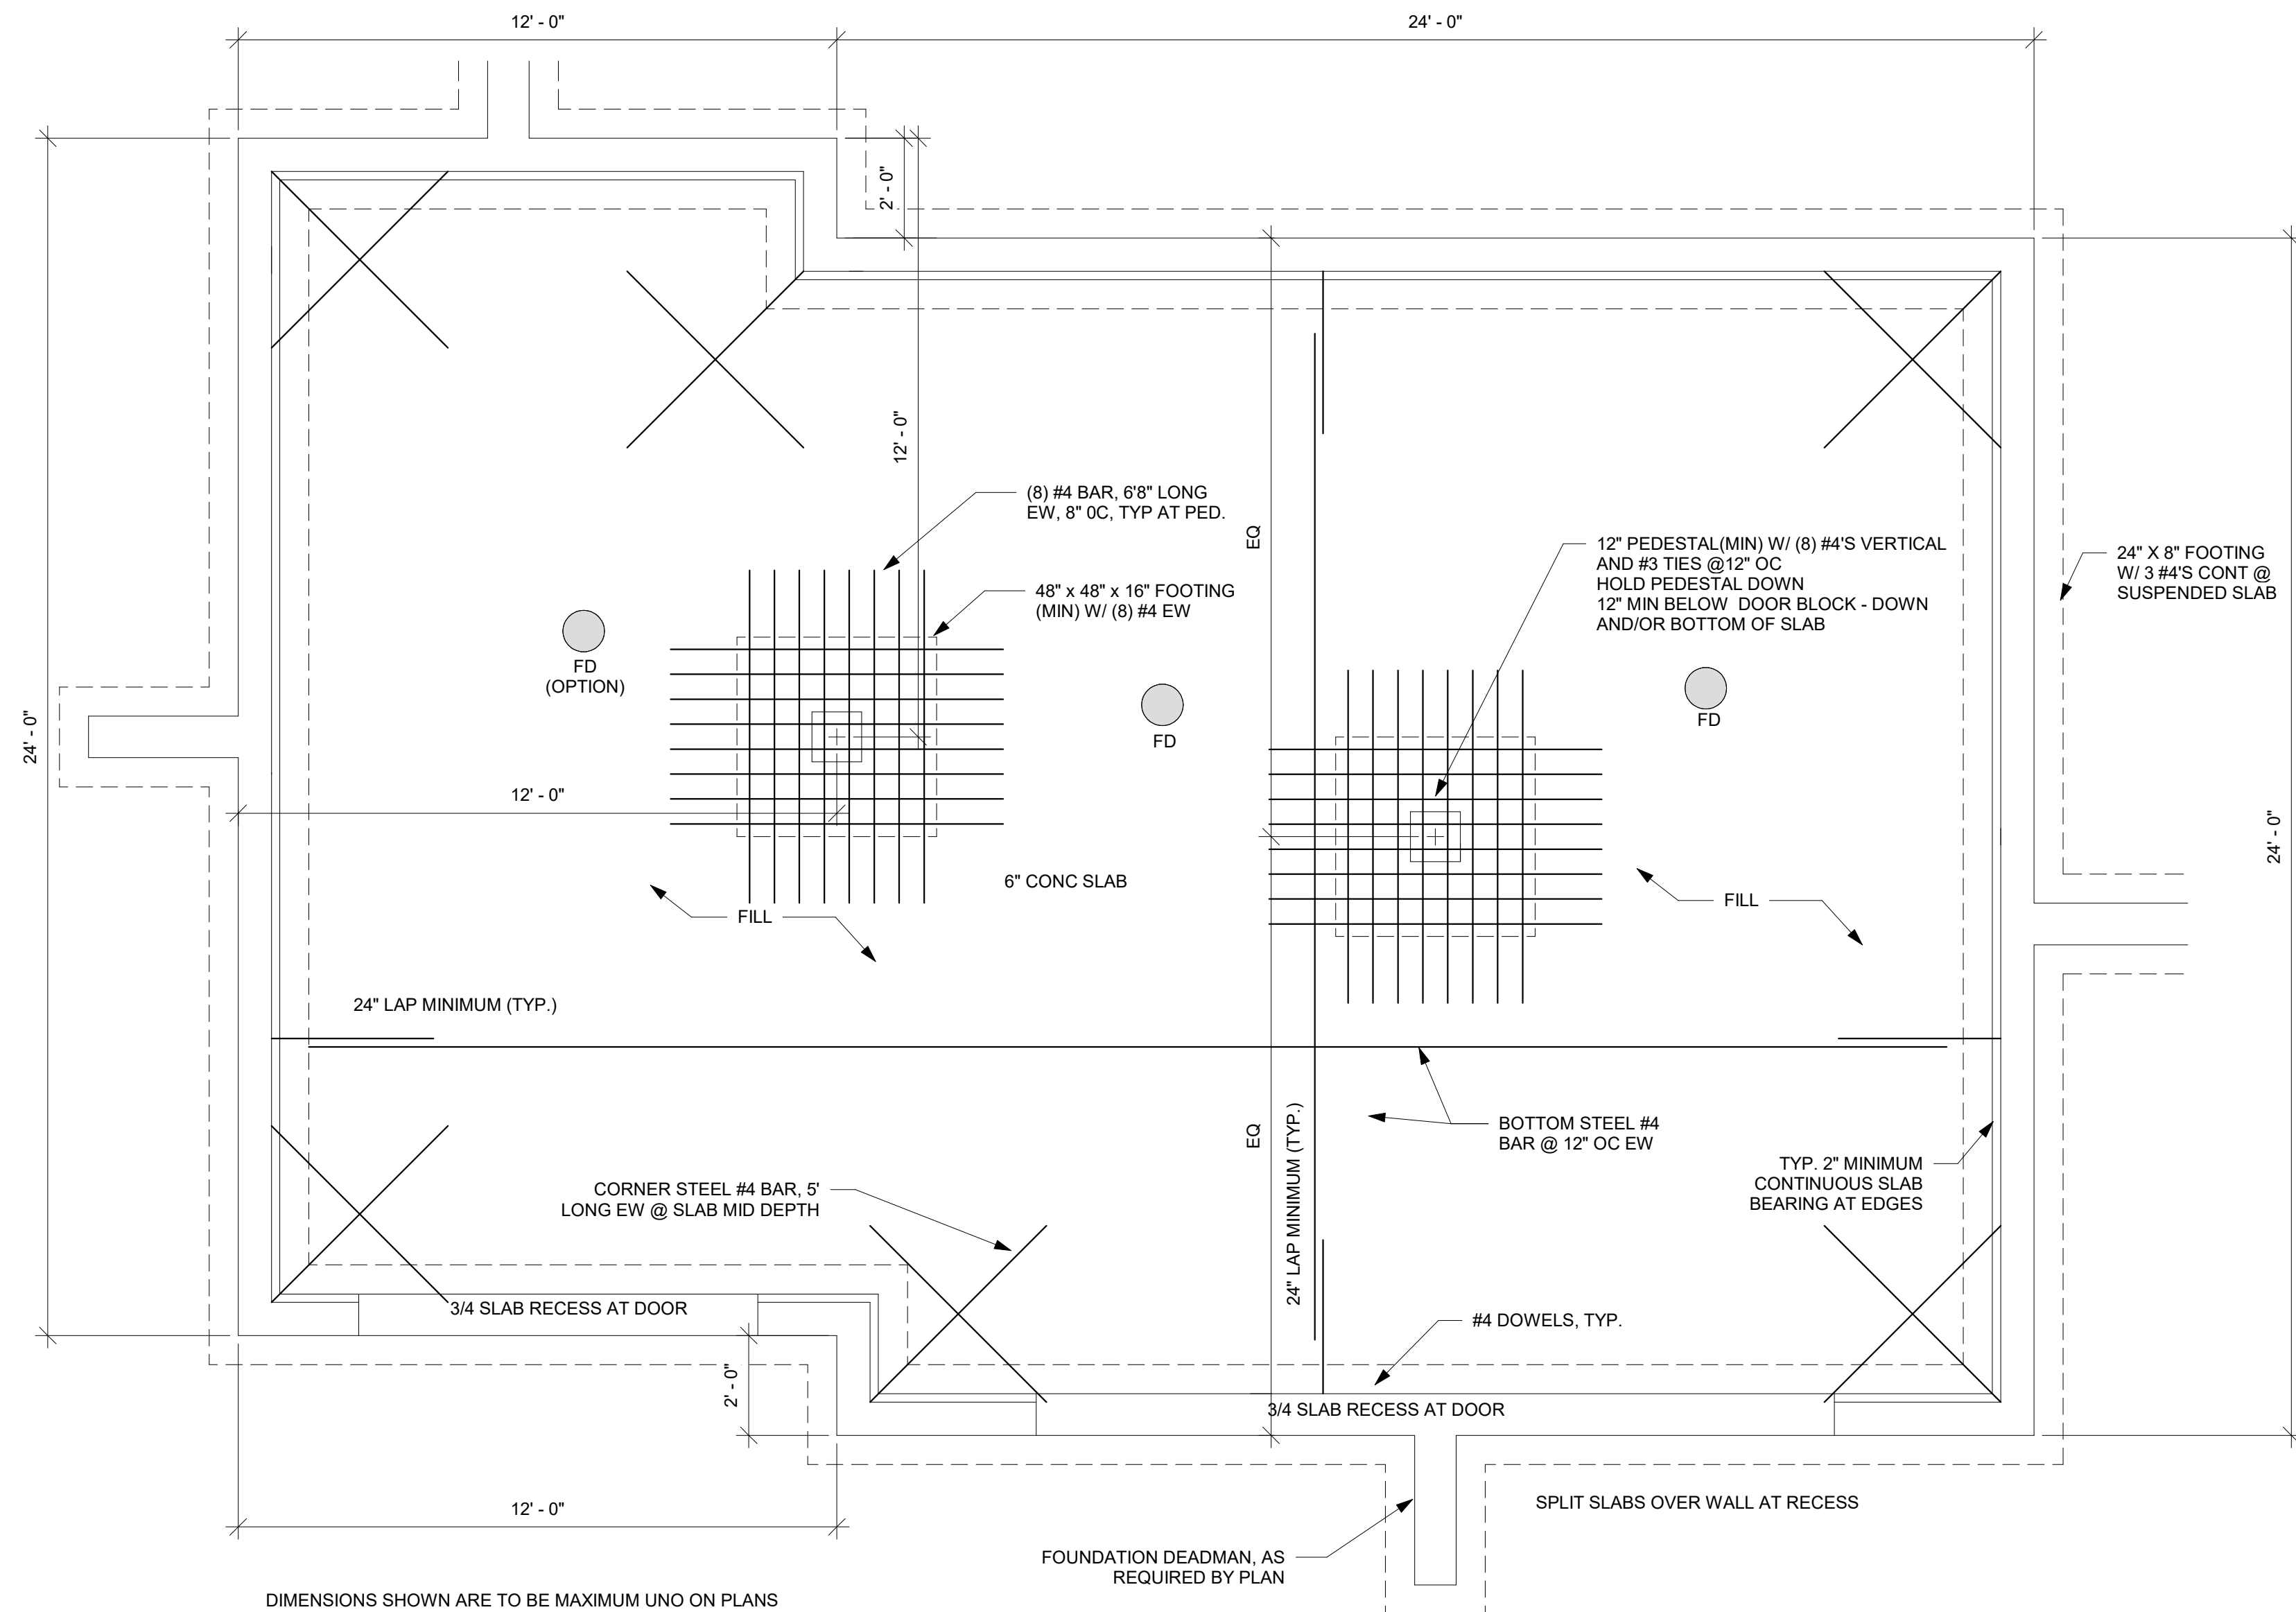 12' - 0"
24' - 0"
2' - 0"
12' - 0"
(8) #4 BAR, 6'8" LONG
EW, 8" 0C, TYP AT PED.
EQ
12" PEDESTAL(MIN) W/ (8) #4'S VERTICAL
AND #3 TIES @12" OC
HOLD PEDESTAL DOWN
12" MIN BELOW  DOOR BLOCK - DOWN
AND/OR BOTTOM OF SLAB
24" X 8" FOOTING
W/ 3 #4'S CONT @
SUSPENDED SLAB
48" x 48" x 16" FOOTING
(MIN) W/ (8) #4 EW
FD
(OPTION)
FD
FD
24' - 0"
12' - 0"
24' - 0"
6" CONC SLAB
FILL
FILL
24" LAP MINIMUM (TYP.)
BOTTOM STEEL #4
BAR @ 12" OC EW
EQ
24" LAP MINIMUM (TYP.)
TYP. 2" MINIMUM
CONTINUOUS SLAB
BEARING AT EDGES
CORNER STEEL #4 BAR, 5'
LONG EW @ SLAB MID DEPTH
3/4 SLAB RECESS AT DOOR
#4 DOWELS, TYP.
2' - 0"
3/4 SLAB RECESS AT DOOR
12' - 0"
SPLIT SLABS OVER WALL AT RECESS
FOUNDATION DEADMAN, AS
REQUIRED BY PLAN
DIMENSIONS SHOWN ARE TO BE MAXIMUM UNO ON PLANS